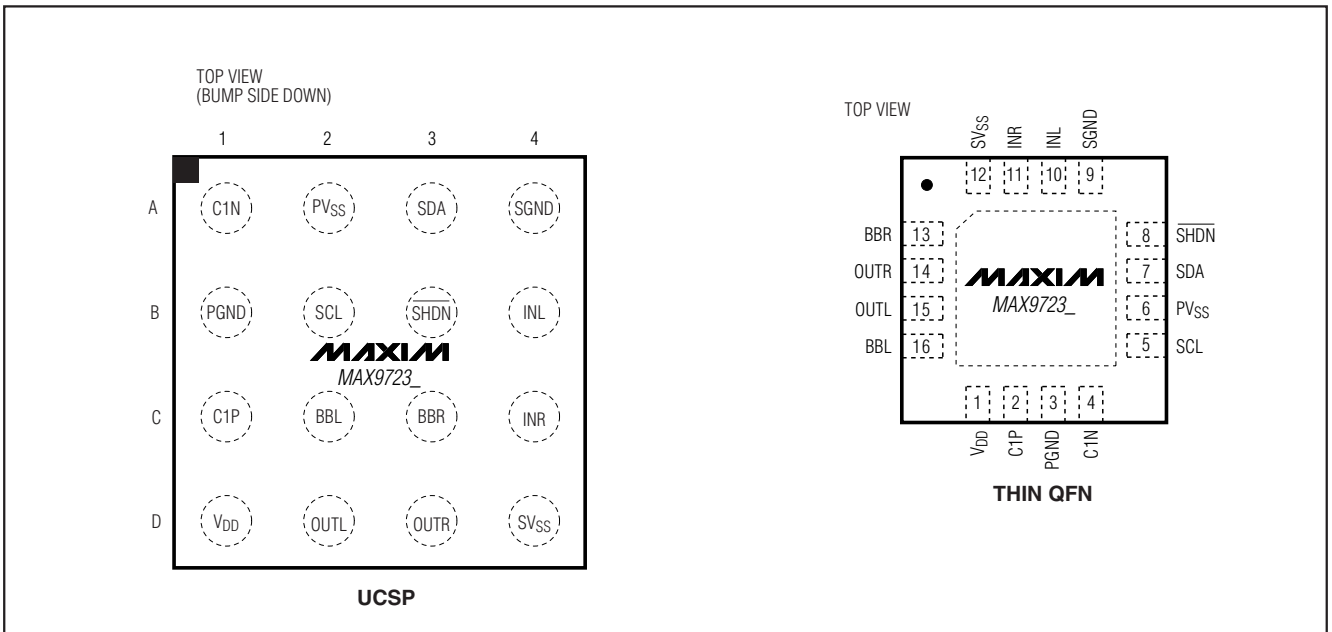 TOP VIEW
(BUMP SIDE DOWN)
1 2 3 4
A C1N PVSS SDA SGND
B PGND SCL SHDN INL
MAXIM
MAX9723_
C C1P BBL BBR INR
D VDD OUTL OUTR SVSS
UCSP
TOP VIEW
SVSS INR INL SGND
12 11 10 9
BBR 13 8 SHDN
OUTR 14 7 SDA
OUTL 15 6 PVSS
BBL 16 5 SCL
MAXIM
MAX9723_
1 2 3 4
VDD C1P PGND C1N
THIN QFN